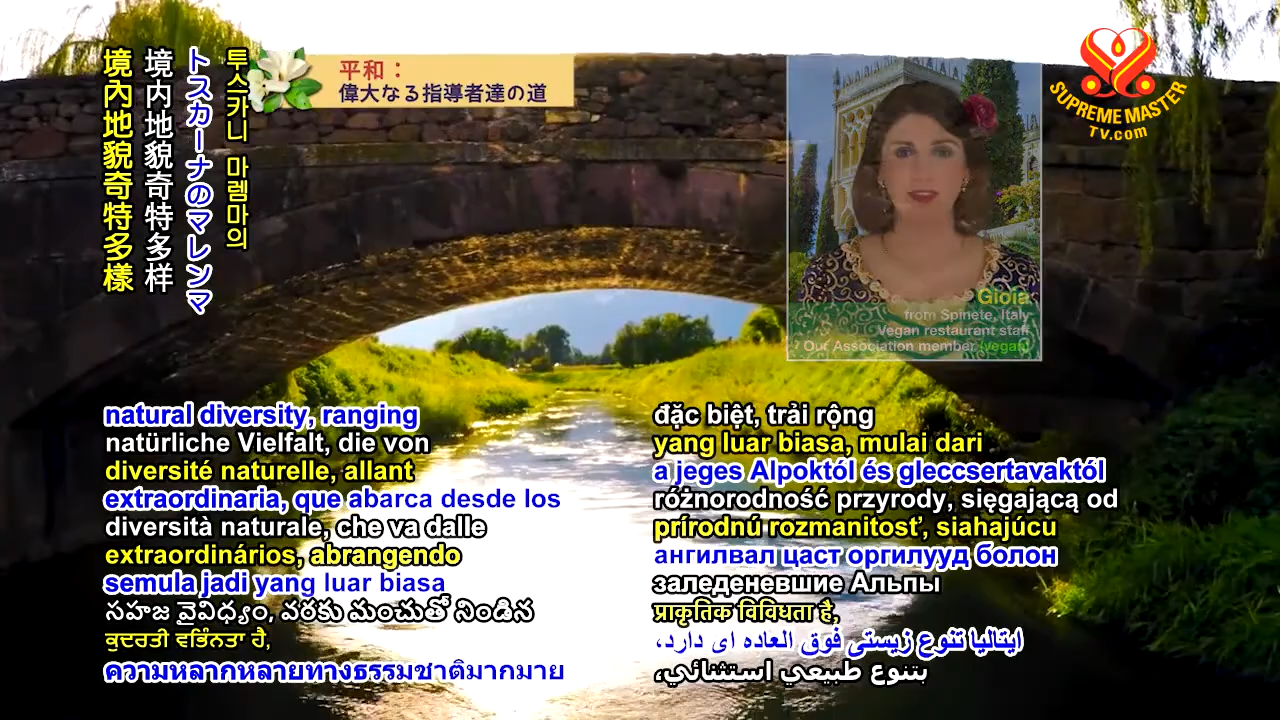 境內地貌奇特多樣
境内地貌奇特多样
トスカーナのマレンマ
투스카니 마렘마의
平和：
偉大なる指導者達の道
SUPREME MASTER
TV.com
Gioia
from Spinete, Italy
Vegan restaurant staff
Our Association member (vegan)
natural diversity, ranging
natürliche Vielfalt, die von
diversité naturelle, allant
extraordinaria, que abarca desde los
diversità naturale, che va dalle
extraordinários, abrangendo
semula jadi yang luar biasa
సహజ వైవిధ్యం, వరకు మంచుతో నిండిన
ਕੁਦਰਤੀ ਵਭਿੰਨਤਾ ਹੈ,
ความหลากหลายทางธรรมชาติมากมาย
đặc biệt, trải rộng
yang luar biasa, mulai dari
a jeges Alpoktól és gleccsertavaktól
różnorodność przyrody, sięgającą od
prírodnú rozmanitosť, siahajúcu
ангилвал цаст оргилууд болон
заледеневшие Альпы
प्राकृतिक विविधता है,
ایتالیا تنوع زیستی فوق العاده ای دارد،
بتنوع طبيعي استثنائي،